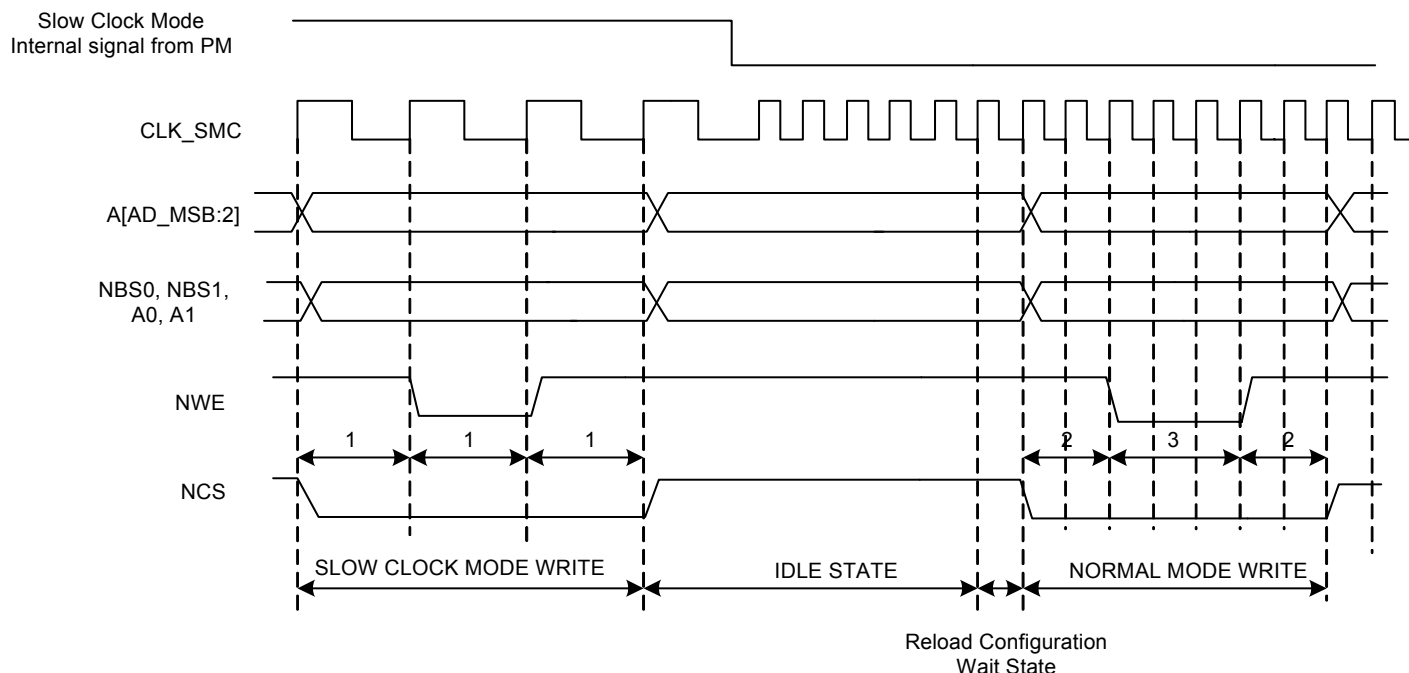 Slow Clock Mode
Internal signal from PM
CLK_SMC
A[AD_MSB:2]
NBS0, NBS1,
A0, A1
NWE
1 1 1 2 3 2
NCS
SLOW CLOCK MODE WRITE IDLE STATE NORMAL MODE WRITE
Reload Configuration
Wait State